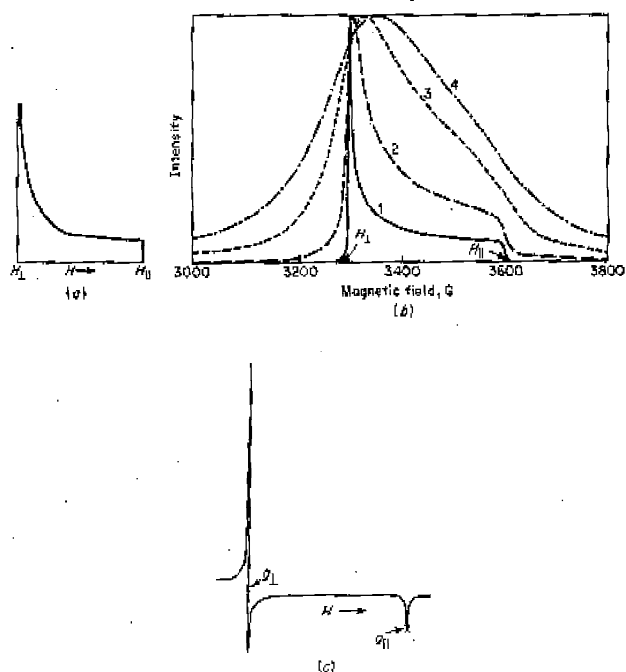 H⊥
H→
H||
(a)
Intensity
1
2
3
4
H⊥
H||
3000
3200
3400
3600
3800
Magnetic field, G
(b)
g⊥
H →
g||
(c)